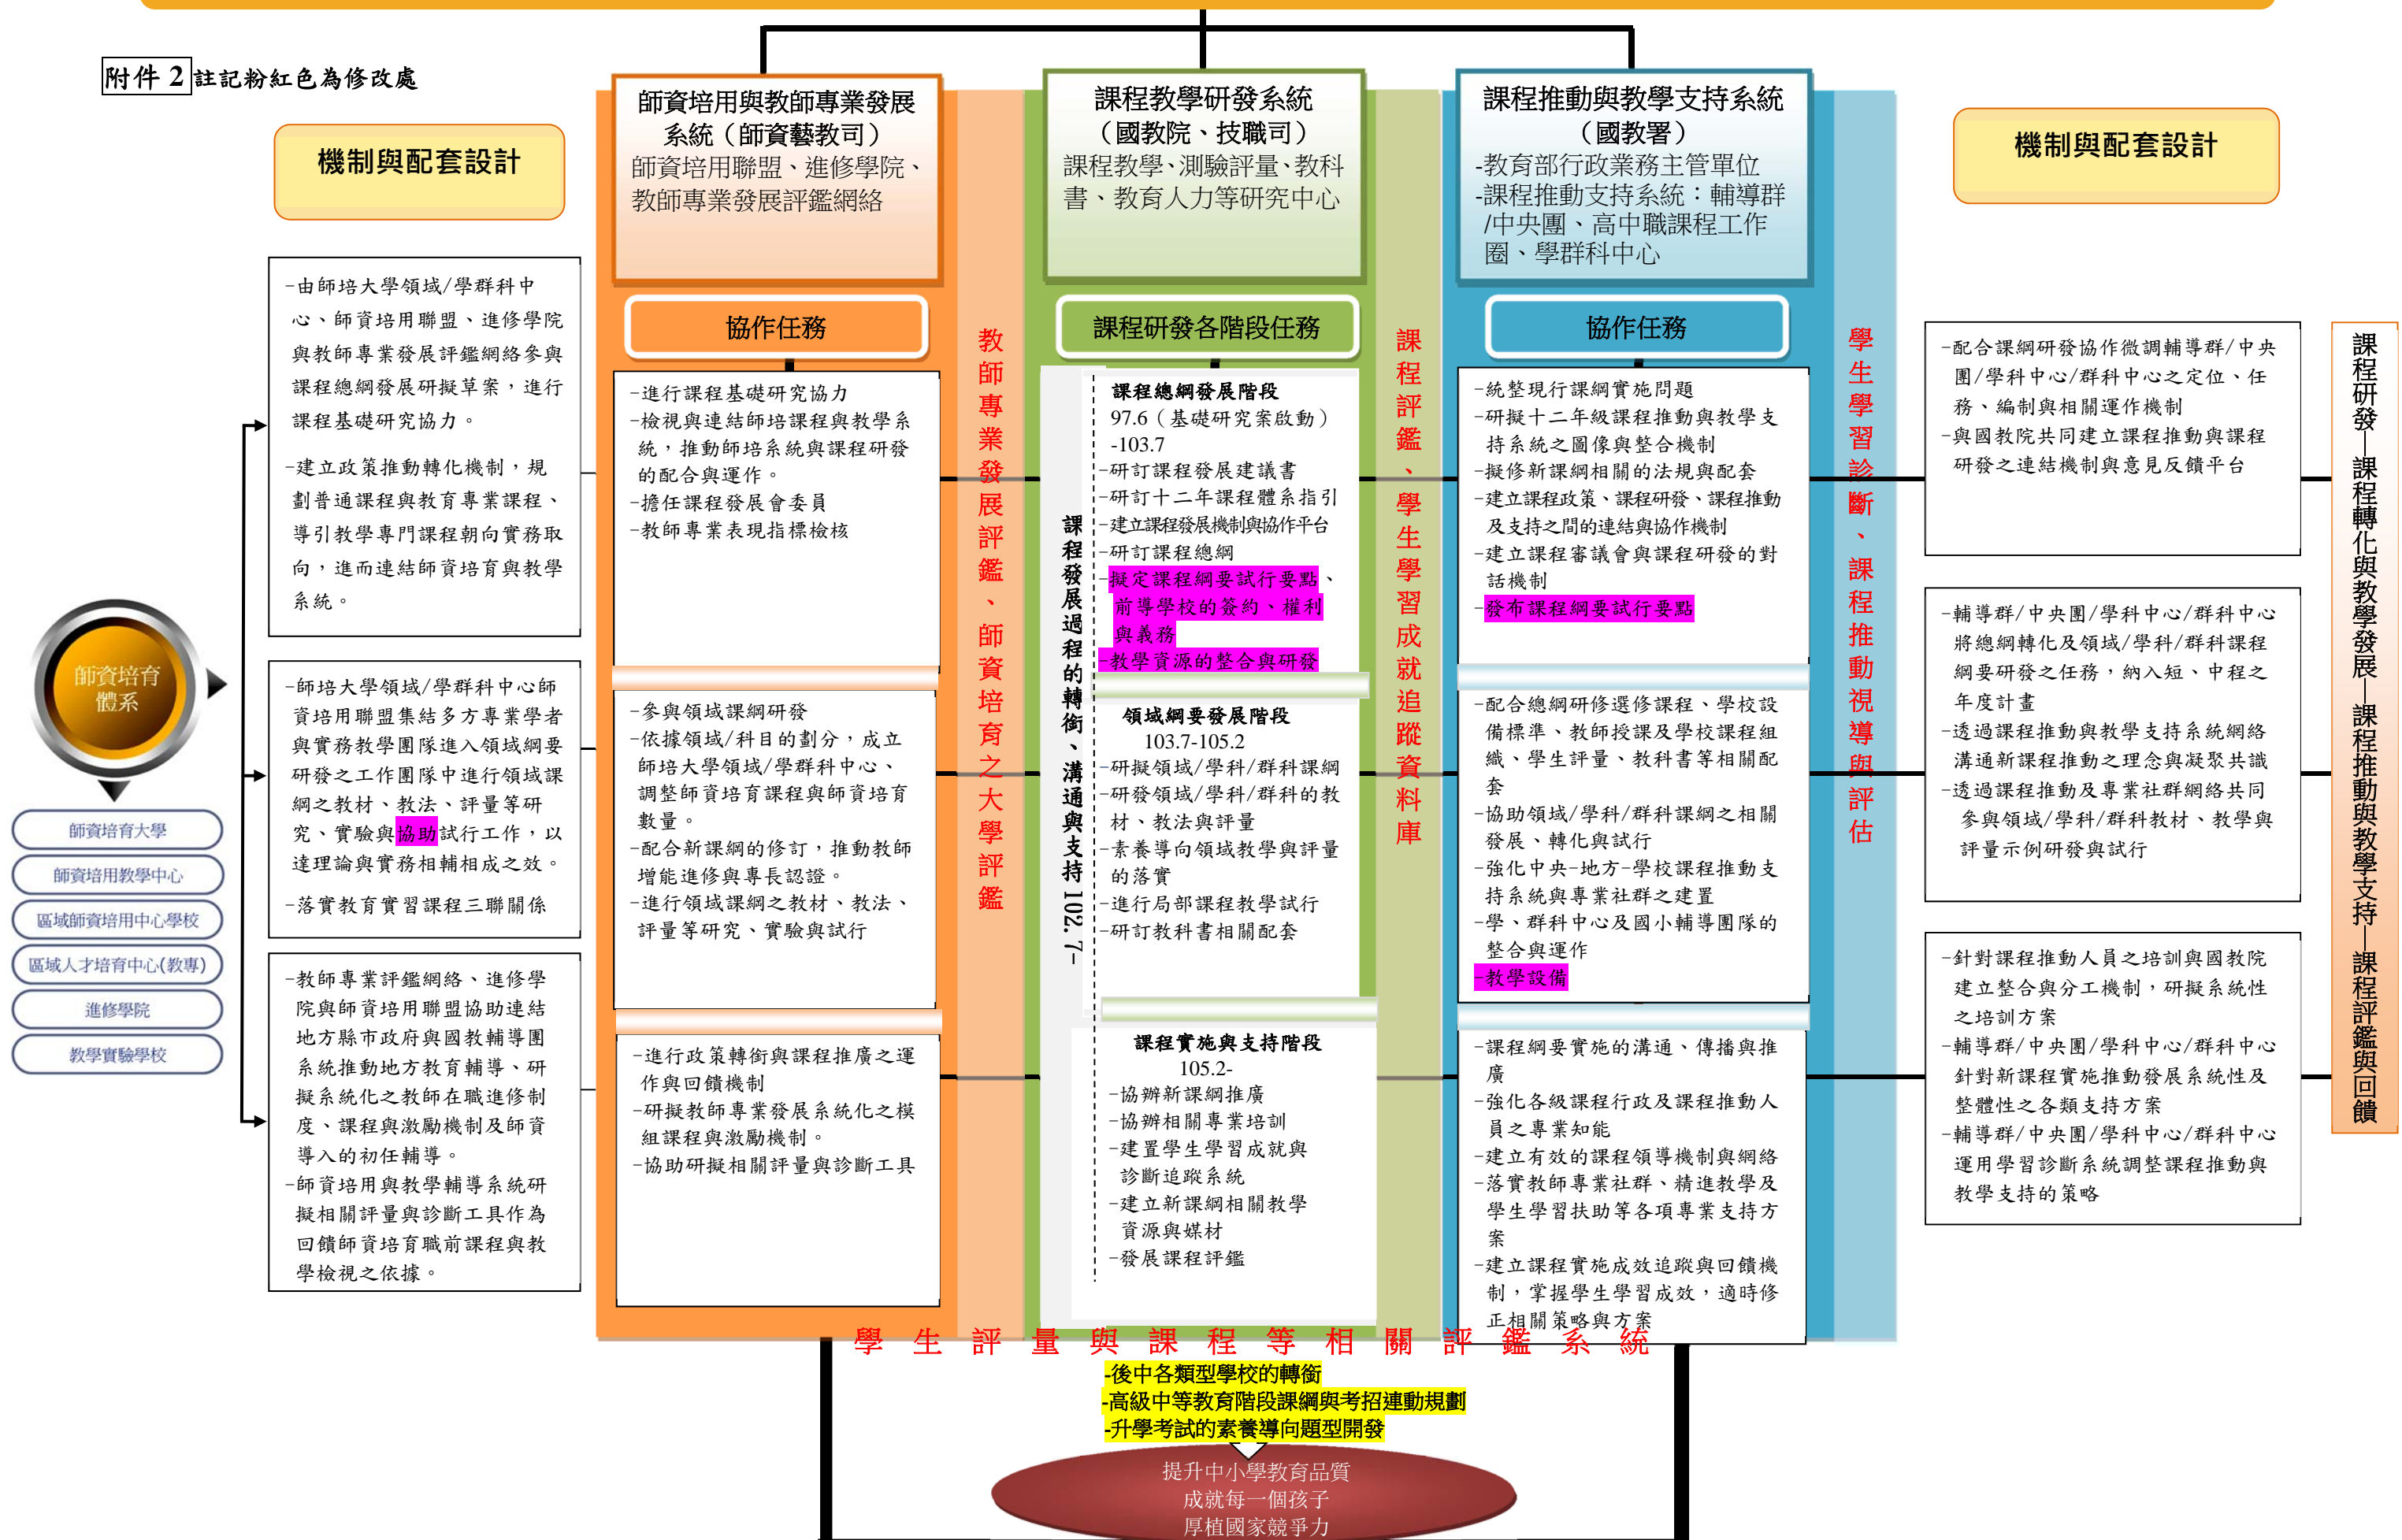 附件 2 註記粉紅色為修改處
機制與配套設計
師資培用與教師專業發展
系統（師資藝教司）
師資培用聯盟、進修學院、
教師專業發展評鑑網絡
課程教學研發系統
（國教院、技職司）
課程教學、測驗評量、教科
書、教育人力等研究中心
課程推動與教學支持系統
（國教署）
-教育部行政業務主管單位
-課程推動支持系統：輔導群
/中央團、高中職課程工作
圈、學群科中心
機制與配套設計
師資培育
體系
師資培育大學
師資培用教學中心
區域師資培用中心學校
區域人才培育中心(教專)
進修學院
教學實驗學校
-由師培大學領域/學群科中
心、師資培用聯盟、進修學院
與教師專業發展評鑑網絡參與
課程總綱發展研擬草案，進行
課程基礎研究協力。
-建立政策推動轉化機制，規
劃普通課程與教育專業課程、
導引教學專門課程朝向實務取
向，進而連結師資培育與教學
系統。
-師培大學領域/學群科中心師
資培用聯盟集結多方專業學者
與實務教學團隊進入領域綱要
研發之工作團隊中進行領域課
綱之教材、教法、評量等研
究、實驗與協助試行工作，以
達理論與實務相輔相成之效。
-落實教育實習課程三聯關係
-教師專業評鑑網絡、進修學
院與師資培用聯盟協助連結
地方縣市政府與國教輔導團
系統推動地方教育輔導、研
擬系統化之教師在職進修制
度、課程與激勵機制及師資
導入的初任輔導。
-師資培用與教學輔導系統研
擬相關評量與診斷工具作為
回饋師資培育職前課程與教
學檢視之依據。
協作任務
-進行課程基礎研究協力
-檢視與連結師培課程與教學系
統，推動師培系統與課程研發
的配合與運作。
-擔任課程發展會委員
-教師專業表現指標檢核
-參與領域課綱研發
-依據領域/科目的劃分，成立
師培大學領域/學群科中心、
調整師資培育課程與師資培育
數量。
-配合新課綱的修訂，推動教師
增能進修與專長認證。
-進行領域課綱之教材、教法、
評量等研究、實驗與試行
-進行政策轉銜與課程推廣之運
作與回饋機制
-研擬教師專業發展系統化之模
組課程與激勵機制。
-協助研擬相關評量與診斷工具
教師專業發展評鑑、師資培育之大學評鑑
課程研發各階段任務
課程發展過程的轉銜、溝通與支持 102.7-
課程總綱發展階段
97.6（基礎研究案啟動）
-103.7
-研訂課程發展建議書
-研訂十二年課程體系指引
-建立課程發展機制與協作平台
-研訂課程總綱
-擬定課程綱要試行要點、
前導學校的簽約、權利
與義務
-教學資源的整合與研發
領域綱要發展階段
103.7-105.2
-研擬領域/學科/群科課綱
-研發領域/學科/群科的教
材、教法與評量
-素養導向領域教學與評量
的落實
-進行局部課程教學試行
-研訂教科書相關配套
課程實施與支持階段
105.2-
-協辦新課綱推廣
-協辦相關專業培訓
-建置學生學習成就與
診斷追蹤系統
-建立新課綱相關教學
資源與媒材
-發展課程評鑑
課程評鑑、學生學習成就追蹤資料庫
協作任務
-統整現行課綱實施問題
-研擬十二年級課程推動與教學支
持系統之圖像與整合機制
-擬修新課綱相關的法規與配套
-建立課程政策、課程研發、課程推動
及支持之間的連結與協作機制
-建立課程審議會與課程研發的對
話機制
-發布課程綱要試行要點
-配合總綱研修選修課程、學校設
備標準、教師授課及學校課程組
織、學生評量、教科書等相關配
套
-協助領域/學科/群科課綱之相關
發展、轉化與試行
-強化中央-地方-學校課程推動支
持系統與專業社群之建置
-學、群科中心及國小輔導團隊的
整合與運作
-教學設備
-課程綱要實施的溝通、傳播與推
廣
-強化各級課程行政及課程推動人
員之專業知能
-建立有效的課程領導機制與網絡
-落實教師專業社群、精進教學及
學生學習扶助等各項專業支持方
案
-建立課程實施成效追蹤與回饋機
制，掌握學生學習成效，適時修
正相關策略與方案
學生學習診斷、課程推動視導與評估
-配合課綱研發協作微調輔導群/中央
團/學科中心/群科中心之定位、任
務、編制與相關運作機制
-與國教院共同建立課程推動與課程
研發之連結機制與意見反饋平台
-輔導群/中央團/學科中心/群科中心
將總綱轉化及領域/學科/群科課程
綱要研發之任務，納入短、中程之
年度計畫
-透過課程推動與教學支持系統網絡
溝通新課程推動之理念與凝聚共識
-透過課程推動及專業社群網絡共同
參與領域/學科/群科教材、教學與
評量示例研發與試行
-針對課程推動人員之培訓與國教院
建立整合與分工機制，研擬系統性
之培訓方案
-輔導群/中央團/學科中心/群科中心
針對新課程實施推動發展系統性及
整體性之各類支持方案
-輔導群/中央團/學科中心/群科中心
運用學習診斷系統調整課程推動與
教學支持的策略
課程研發—課程轉化與教學發展—課程推動與教學支持—課程評鑑與回饋
學生評量與課程等相關評鑑系統
-後中各類型學校的轉銜
-高級中等教育階段課綱與考招連動規劃
-升學考試的素養導向題型開發
提升中小學教育品質
成就每一個孩子
厚植國家競爭力